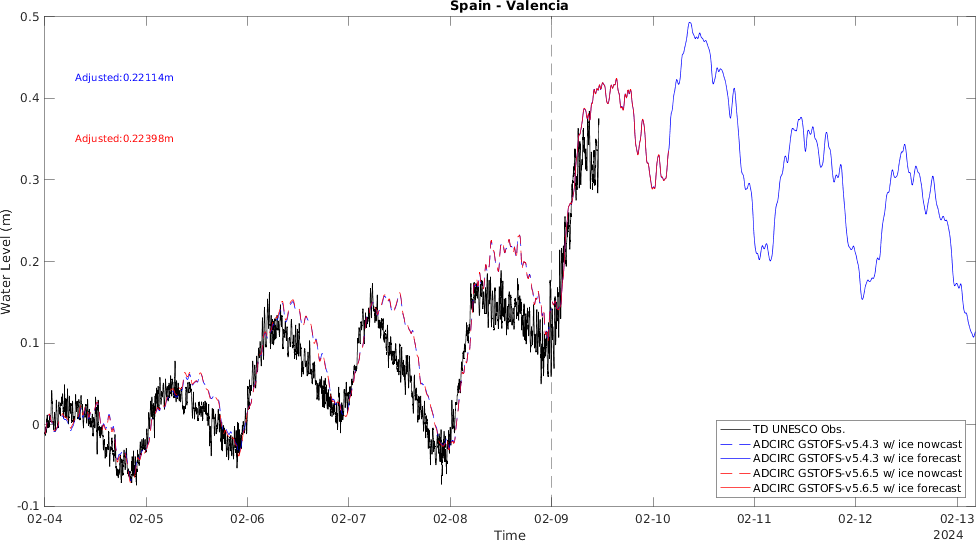 Spain - Valencia
0.5
Adjusted:0.22114m
0.4
Adjusted:0.22398m
0.3
0.2
0.1
0
-0.1
Water Level (m)
TD UNESCO Obs.
ADCIRC GSTOFS-v5.4.3 w/ ice nowcast
ADCIRC GSTOFS-v5.4.3 w/ ice forecast
ADCIRC GSTOFS-v5.6.5 w/ ice nowcast
ADCIRC GSTOFS-v5.6.5 w/ ice forecast
02-04 02-05 02-06 02-07 02-08 02-09 02-10 02-11 02-12 02-13
Time
2024